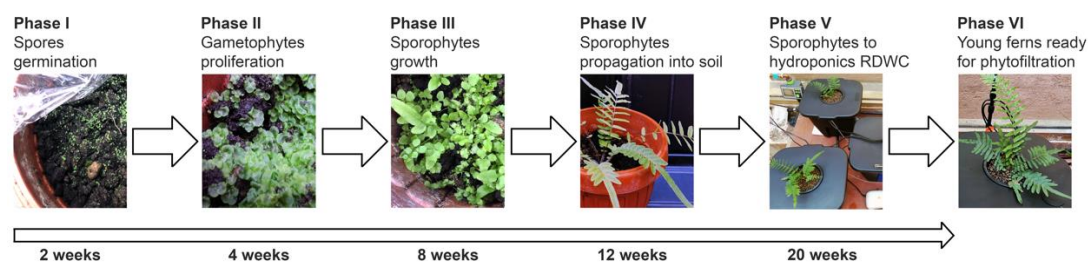 Phase I
Spores
germination
Phase II
Gametophytes
proliferation
Phase III
Sporophytes
growth
Phase IV
Sporophytes
propagation into soil
Phase V
Sporophytes to
hydroponics RDWC
Phase VI
Young ferns ready
for phytofiltration
2 weeks
4 weeks
8 weeks
12 weeks
20 weeks